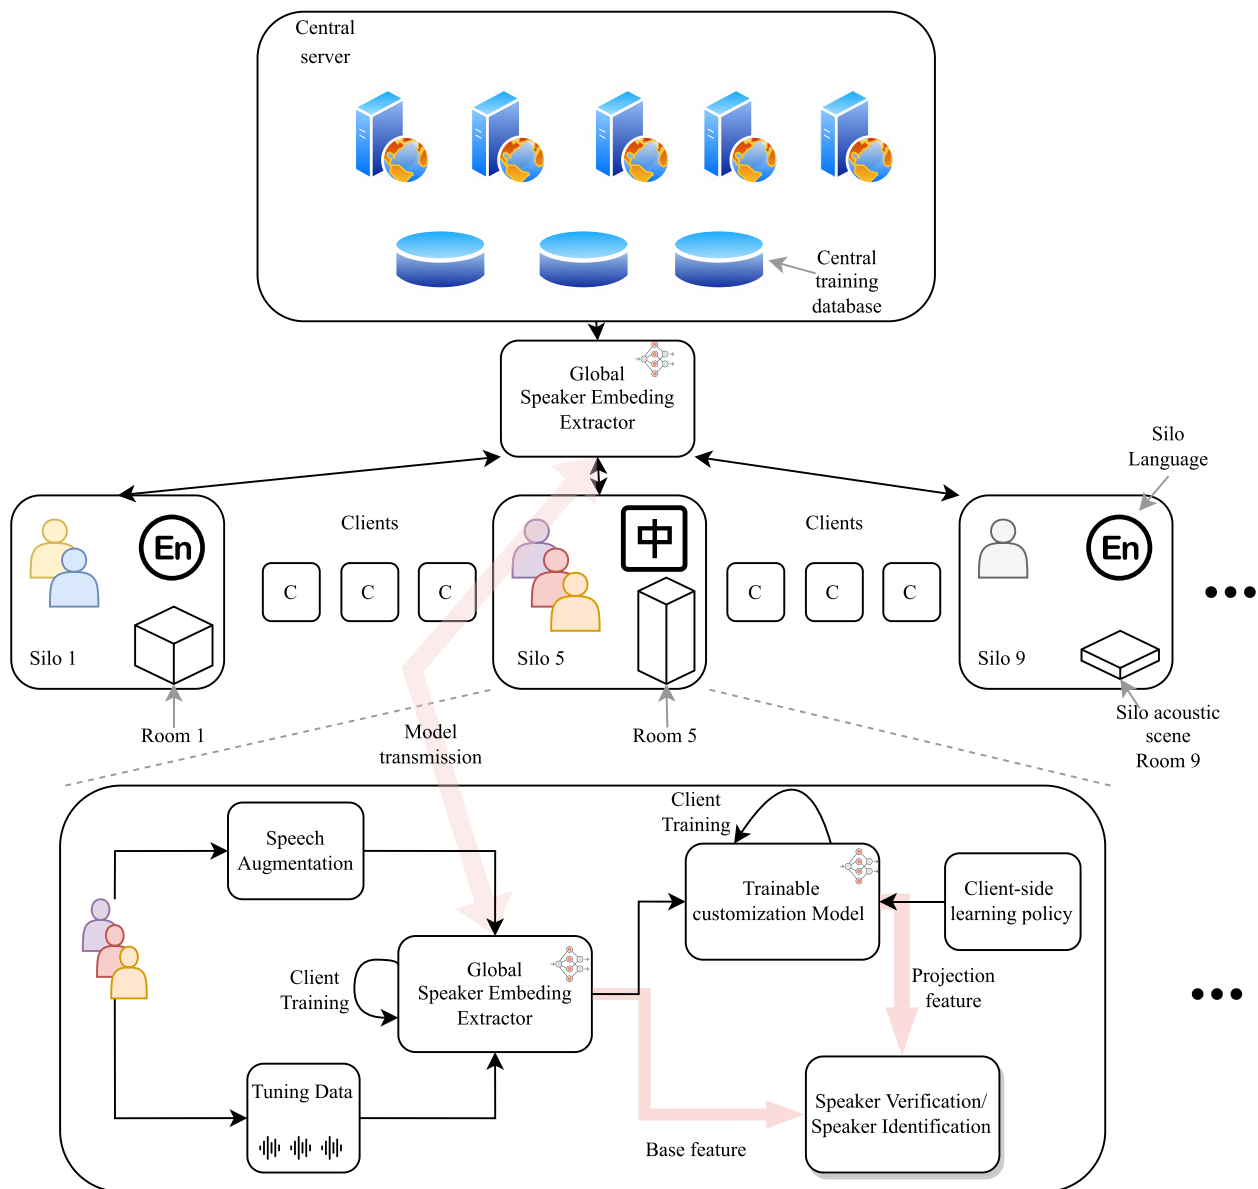 Central
server
Central
training
database
Global
Speaker Embeding
Extractor
Silo
Language
Clients
Clients
En
中
En
C
C
C
C
C
C
Silo 1
Silo 5
Silo 9
Room 1
Model
transmission
Room 5
Silo acoustic
scene
Room 9
Client
Training
Speech
Augmentation
Trainable
customization Model
Client-side
learning policy
Client
Training
Global
Speaker Embeding
Extractor
Projection
feature
Tuning Data
Speaker Verification/
Speaker Identification
Base feature